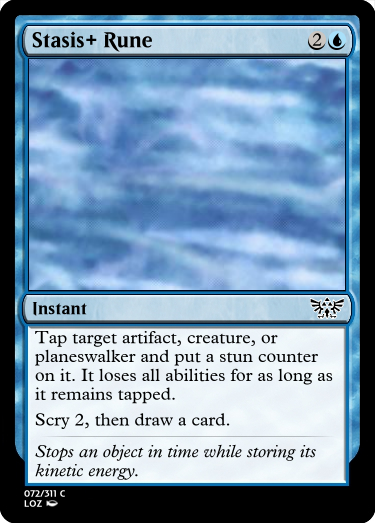 Stasis+ Rune 2
Instant
Tap target artifact, creature, or
planeswalker and put a stun counter
on it. It loses all abilities for as long as
it remains tapped.
Scry 2, then draw a card.
Stops an object in time while storing its
kinetic energy.
072/311 C
LOZ